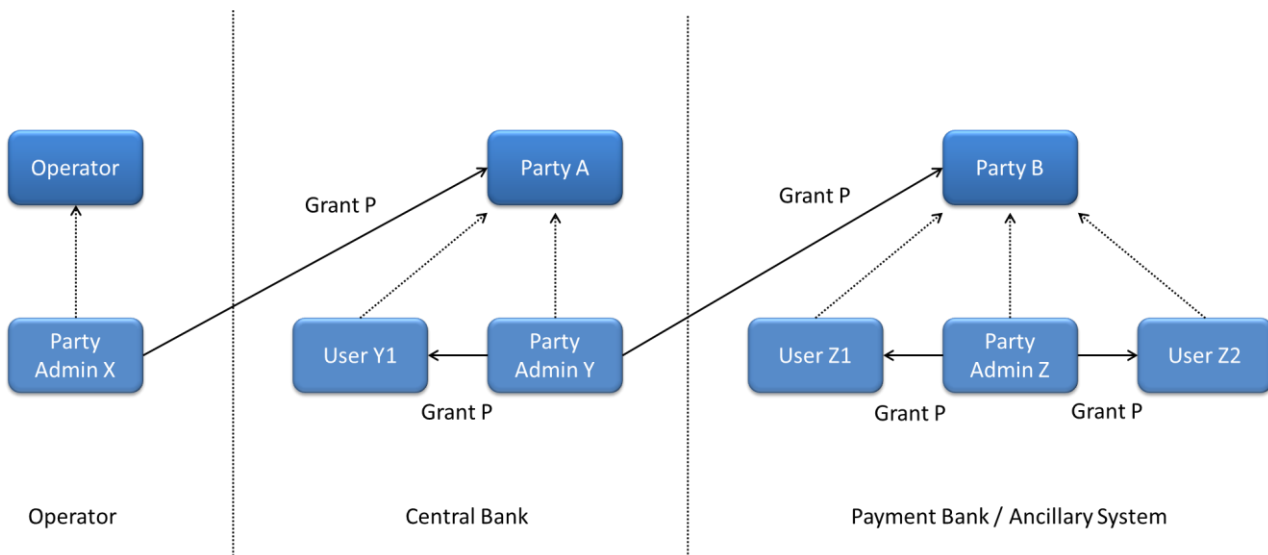 Operator
Party A
Party B
Grant P
Grant P
Party
Admin X
User Y1
Party
Admin Y
User Z1
Party
Admin Z
User Z2
Grant P
Grant P
Grant P
Operator
Central Bank
Payment Bank / Ancillary System